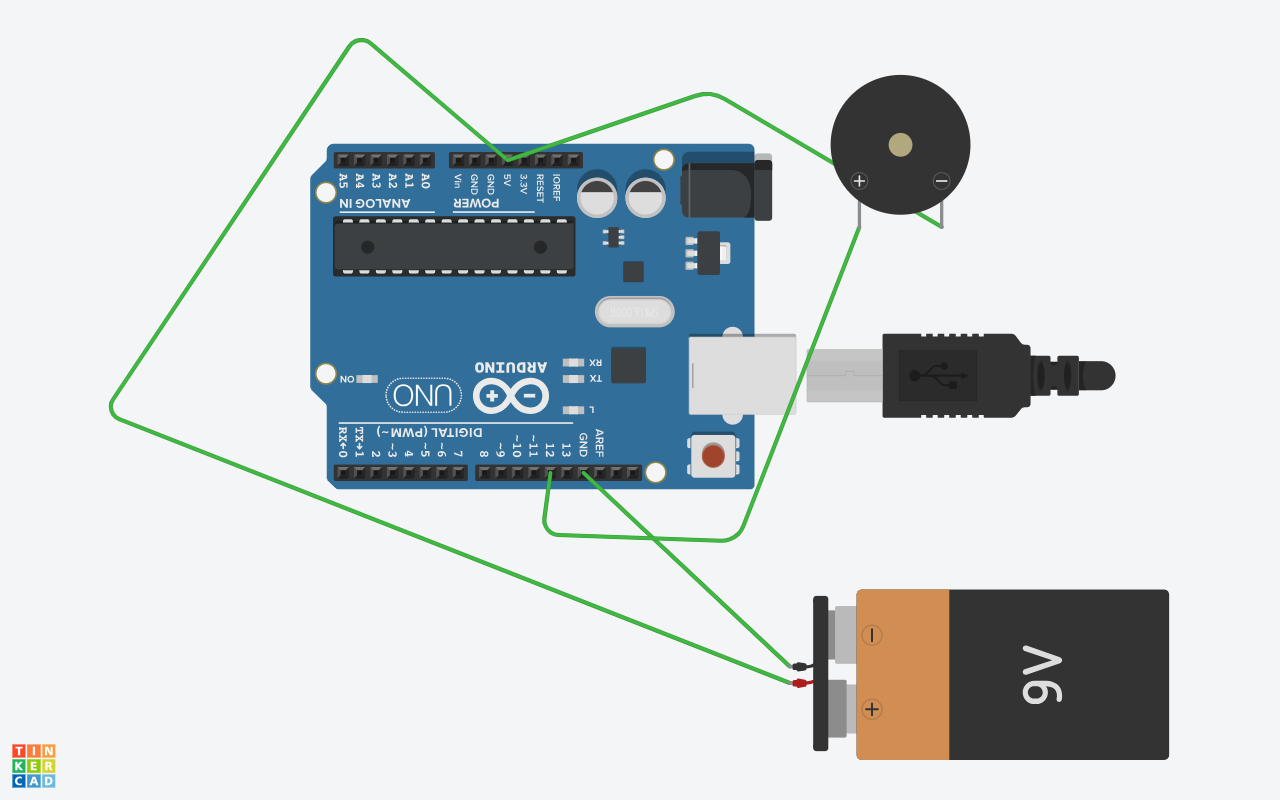 A5 A4 A3 A2 A1 A0
Vin GND GND 5V 3.3V RESET IOREF
ANALOG IN
POWER
RX
TX
L
ON
UNO
ARDUINO
DIGITAL (PWM~)
RX←0 TX→1 2 ~3 4 ~5 ~6 7 8 ~9 ~10 ~11 12 13 GND AREF
+ −
− +
9V
TIN
KER
CAD